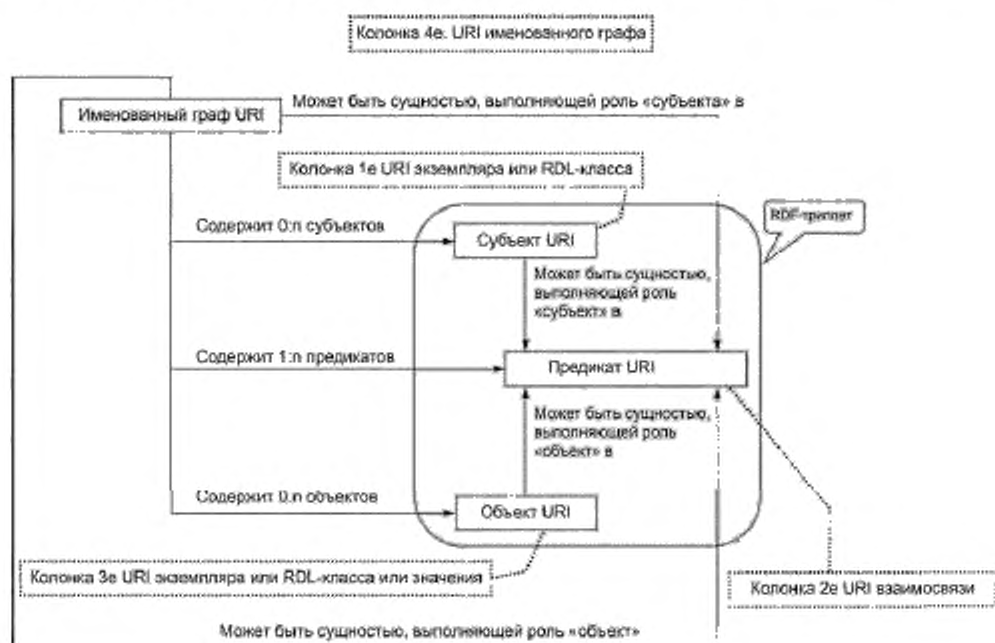 Колонка 4е. URI именованного графа
Именованный граф URI
Может быть сущностью, выполняющей роль «субъекта» в
Колонка 1е URI экземпляра или RDL-класса
RDF-триплет
Содержит 0:n субъектов
Субъект URI
Может быть сущностью,
выполняющей роль
«субъект» в
Содержит 1:n предикатов
Предикат URI
Может быть сущностью,
выполняющей роль
«объект» в
Содержит 0:n объектов
Объект URI
Колонка 3е URI экземпляра или RDL-класса или значения
Колонка 2е URI взаимосвязи
Может быть сущностью, выполняющей роль «объект»